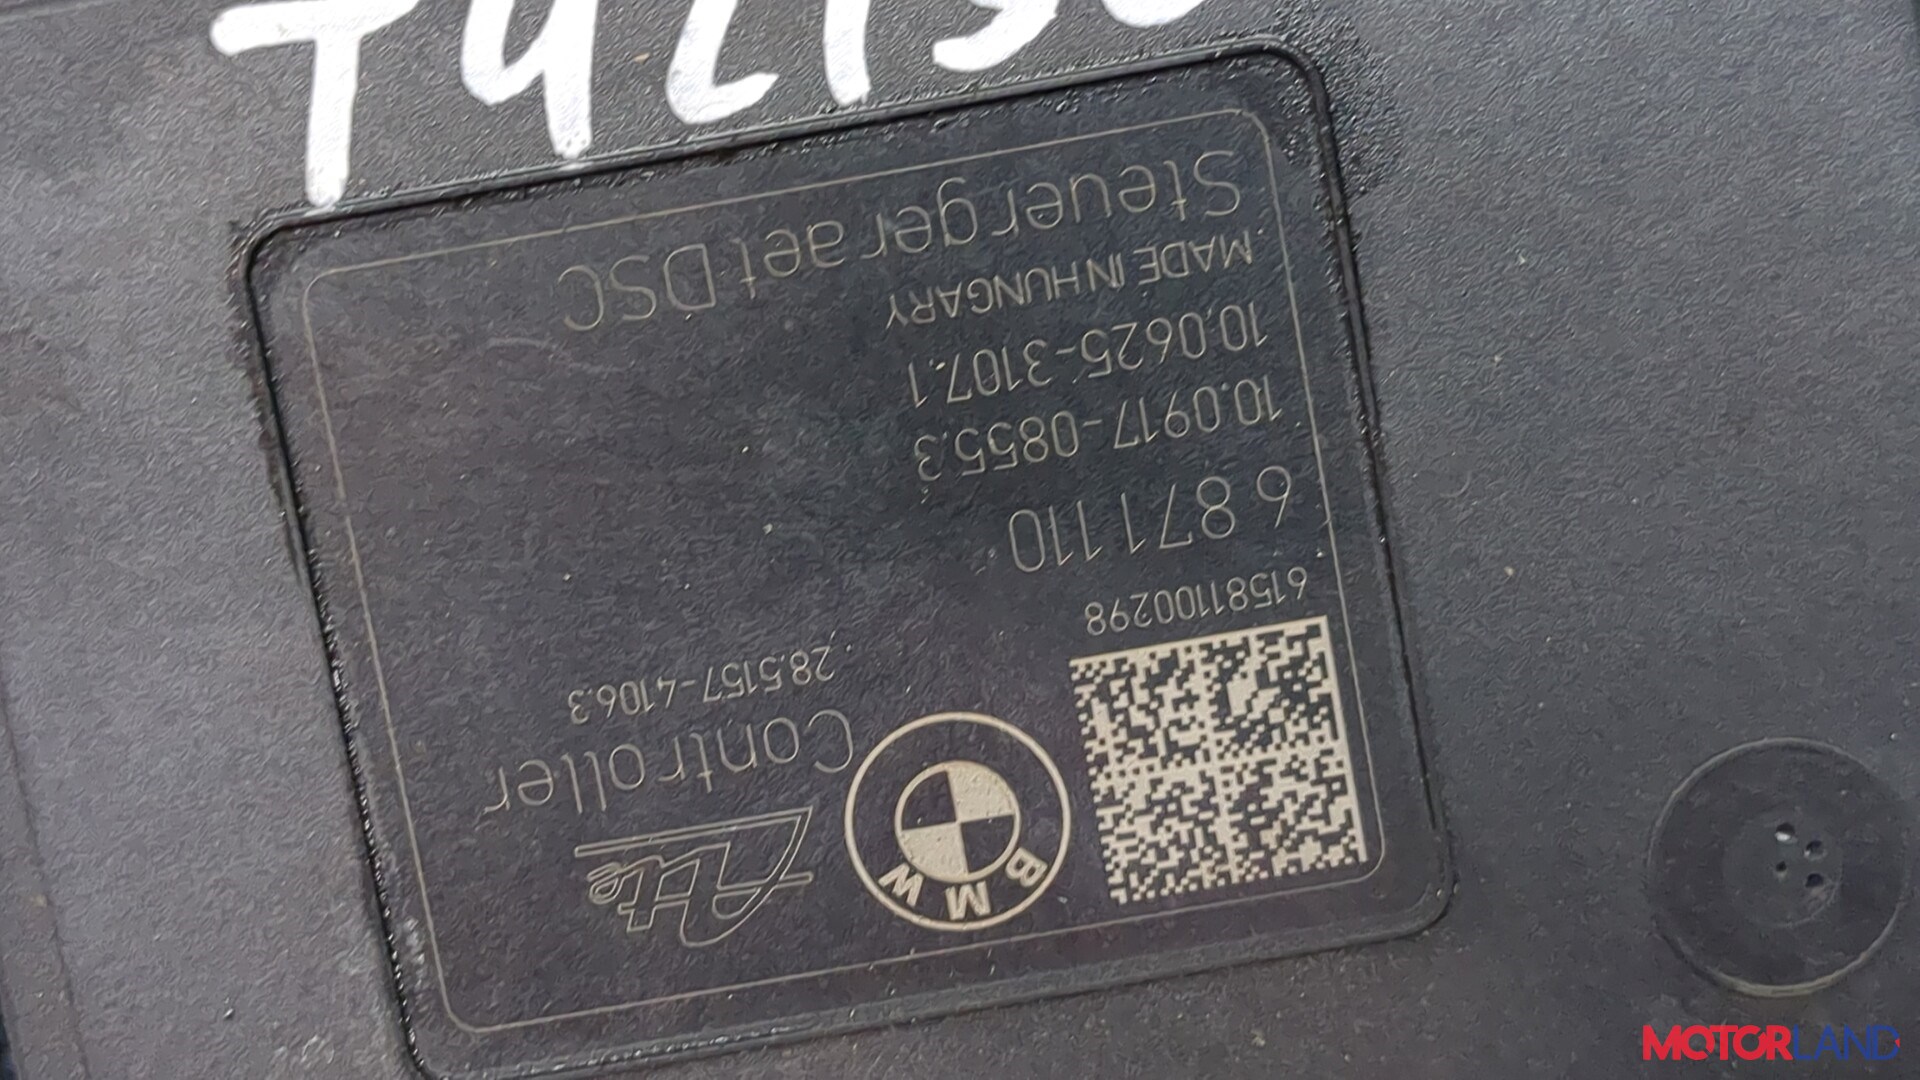 Ate
BMW
Controller
28.5157-4106.3
61581100298
6 871 110
10.0917-0855.3
10.0625-3107.1
MADE IN HUNGARY
Steuergeraet DSC
MOTORLAND